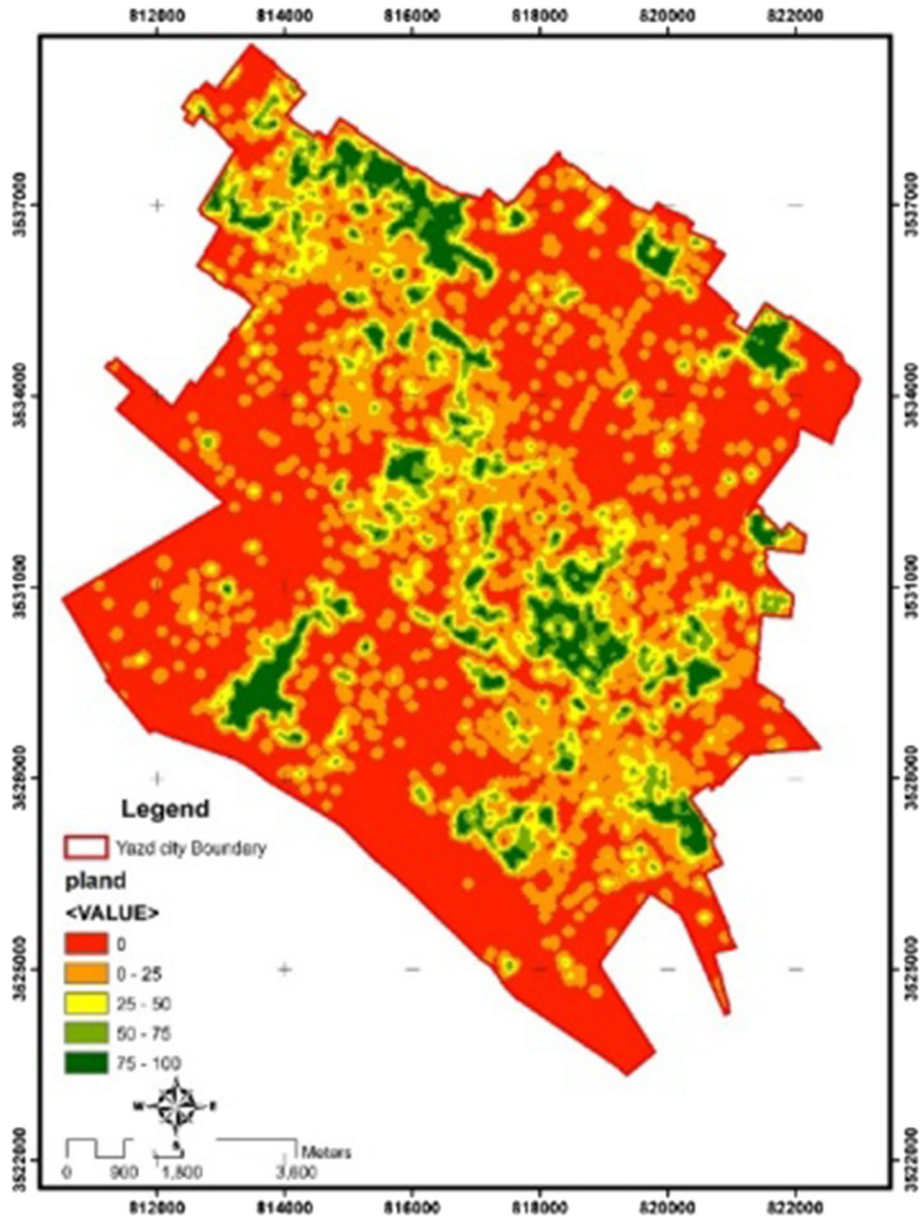 812000 814000 816000 818000 820000 822000
3537000 3537000
3534000 3534000
3531000 3531000
3528000 3528000
3525000 3525000
3522000 3522000
Legend
Yazd city Boundary
pland
<VALUE>
0
0 - 25
25 - 50
50 - 75
75 - 100
W E
S
Meters
0 900 1,800 3,600
812000 814000 816000 818000 820000 822000